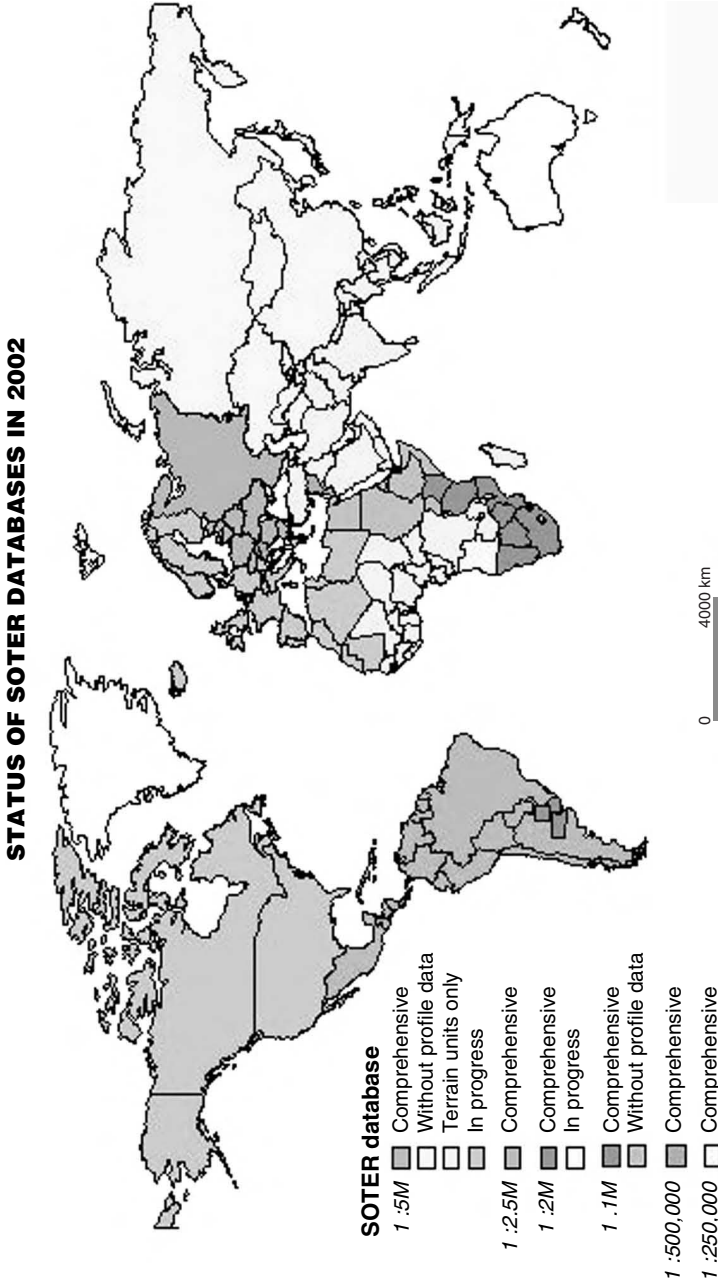 STATUS OF SOTER DATABASES IN 2002
SOTER database
1 :5M Comprehensive
Without profile data
Terrain units only
In progress
1 :2.5M Comprehensive
1 :2M Comprehensive
In progress
1 .1M Comprehensive
Without profile data
1 :500,000 Comprehensive
1 :250,000 Comprehensive
0 4000 km